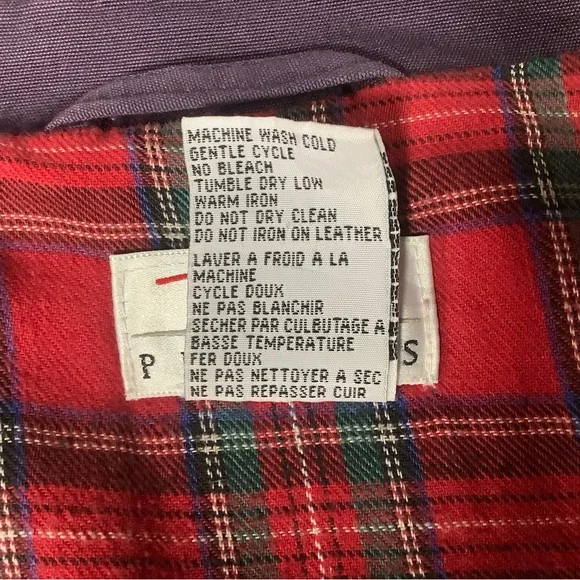 MACHINE WASH COLD
GENTLE CYCLE
NO BLEACH
TUMBLE DRY LOW
WARM IRON
DO NOT DRY CLEAN
DO NOT IRON ON LEATHER
LAVER A FROID A LA
MACHINE
CYCLE DOUX
NE PAS BLANCHIR
SECHER PAR CULBUTAGE A
BASSE TEMPERATURE
FER DOUX
NE PAS NETTOYER A SEC
NE PAS REPASSER CUIR
P
S